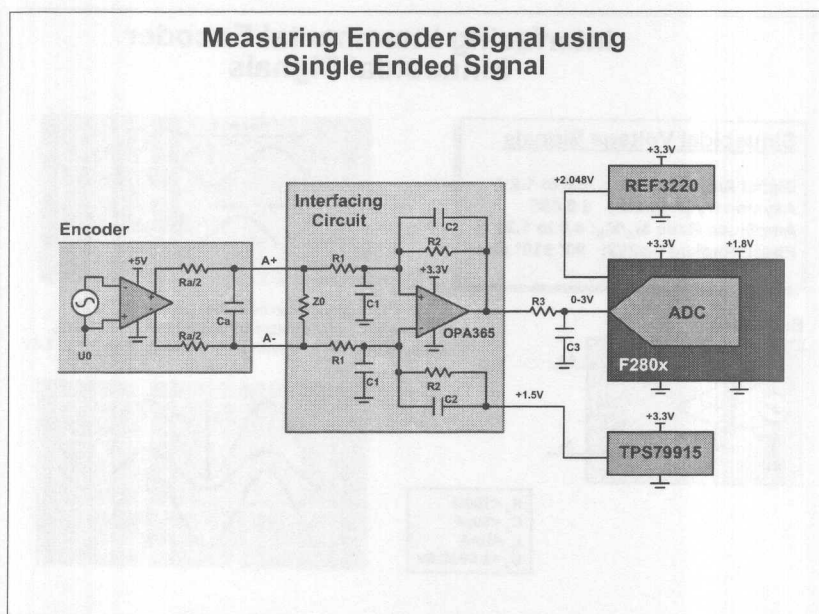 Measuring Encoder Signal using
Single Ended Signal
Encoder
+5V
Ra/2
Ca
Ra/2
U0
A+
A-
Interfacing
Circuit
C2
R2
R1
C1
+3.3V
Z0
OPA365
R1
C1
R2
C2
R3
0-3V
C3
+1.5V
+2.048V
+3.3V
REF3220
+3.3V
+1.8V
ADC
F280x
+3.3V
TPS79915